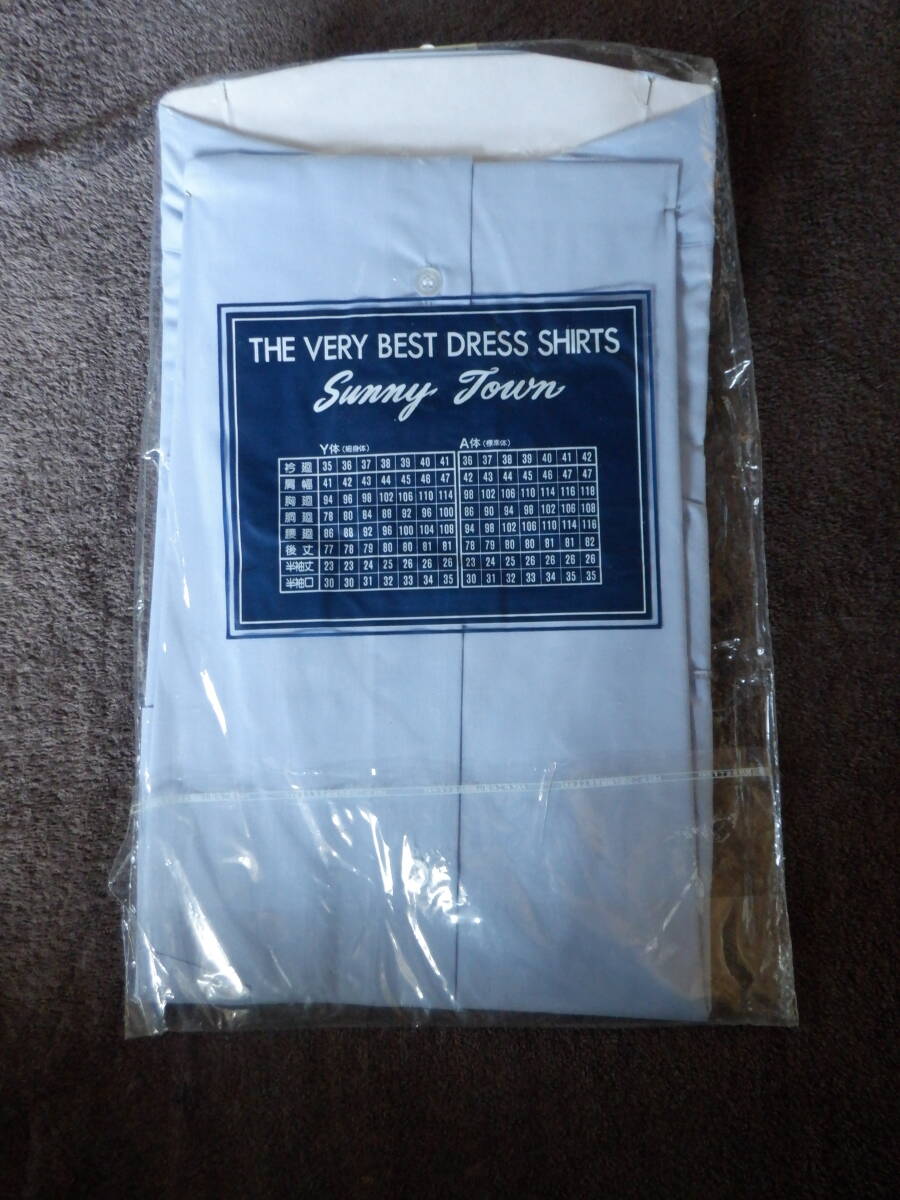 THE VERY BEST DRESS SHIRTS
Sunny Town
Y体(細身体) A体(標準体)
衿廻 35 36 37 38 39 40 41 36 37 38 39 40 41 42
肩幅 41 42 43 44 45 46 47 42 43 44 45 46 47 47
胸廻 94 96 98 102 106 110 114 98 102 106 110 114 116 118
胴廻 78 80 84 88 92 96 100 86 90 94 98 102 106 108
腰廻 86 88 92 96 100 104 108 94 98 102 106 110 114 116
後丈 77 78 79 80 80 81 81 78 79 80 80 81 81 82
半袖丈 23 23 24 25 26 26 26 23 24 25 26 26 26 26
半袖口 30 30 31 32 33 34 35 30 31 32 33 34 35 35